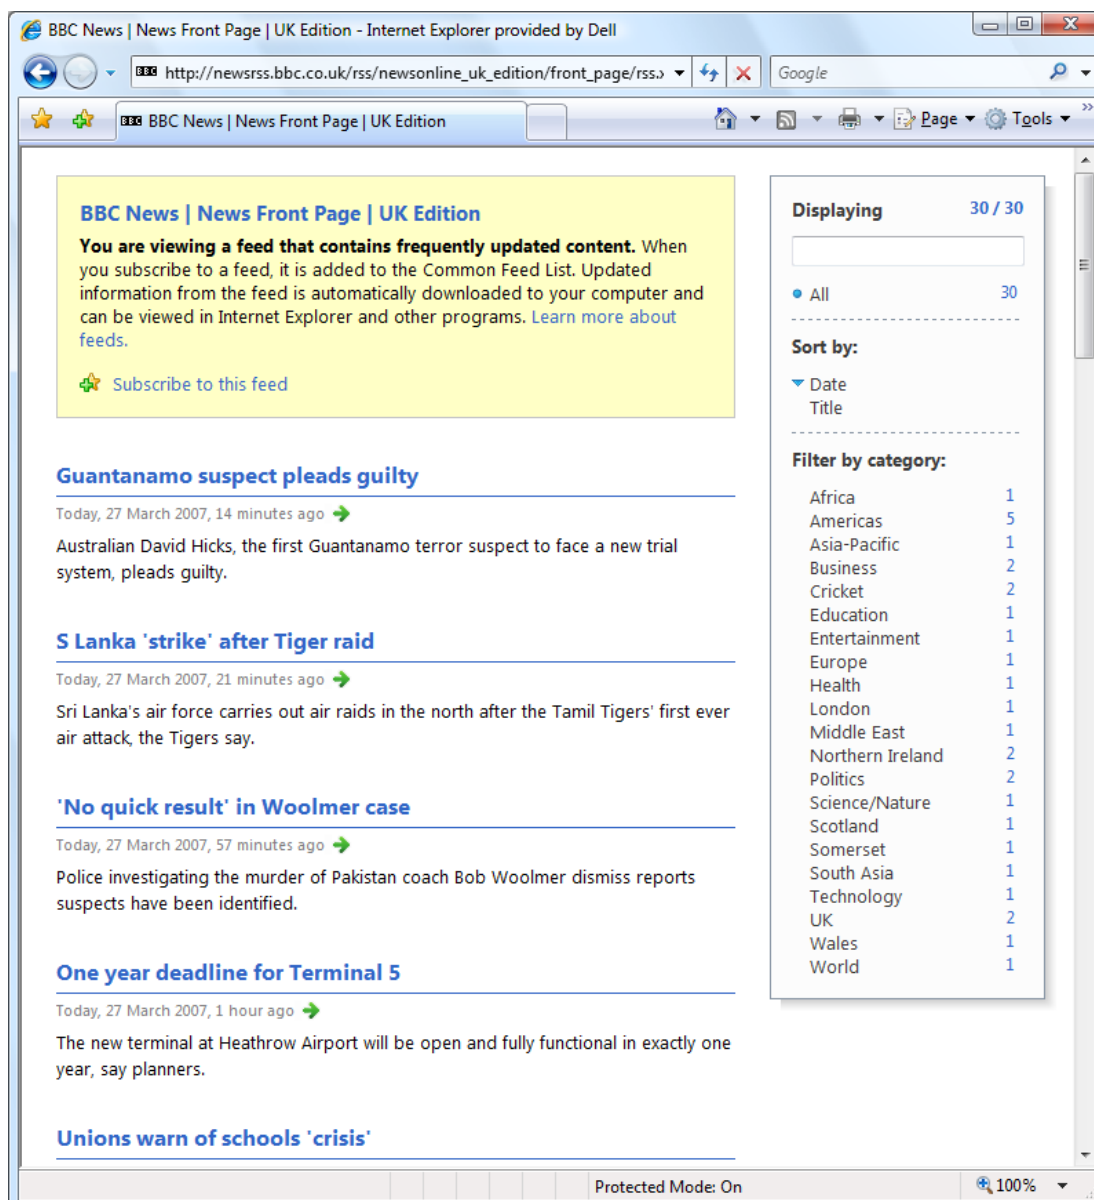 BBC News | News Front Page | UK Edition - Internet Explorer provided by Dell
BBC http://newsrss.bbc.co.uk/rss/newsonline_uk_edition/front_page/rss.x
Google
BBC BBC News | News Front Page | UK Edition
Page
Tools
BBC News | News Front Page | UK Edition
You are viewing a feed that contains frequently updated content. When
you subscribe to a feed, it is added to the Common Feed List. Updated
information from the feed is automatically downloaded to your computer and
can be viewed in Internet Explorer and other programs. Learn more about
feeds.
Subscribe to this feed
Guantanamo suspect pleads guilty
Today, 27 March 2007, 14 minutes ago
Australian David Hicks, the first Guantanamo terror suspect to face a new trial
system, pleads guilty.
S Lanka 'strike' after Tiger raid
Today, 27 March 2007, 21 minutes ago
Sri Lanka's air force carries out air raids in the north after the Tamil Tigers' first ever
air attack, the Tigers say.
'No quick result' in Woolmer case
Today, 27 March 2007, 57 minutes ago
Police investigating the murder of Pakistan coach Bob Woolmer dismiss reports
suspects have been identified.
One year deadline for Terminal 5
Today, 27 March 2007, 1 hour ago
The new terminal at Heathrow Airport will be open and fully functional in exactly one
year, say planners.
Unions warn of schools 'crisis'
Displaying 30 / 30
All 30
Sort by:
Date
Title
Filter by category:
Africa 1
Americas 5
Asia-Pacific 1
Business 2
Cricket 2
Education 1
Entertainment 1
Europe 1
Health 1
London 1
Middle East 1
Northern Ireland 2
Politics 2
Science/Nature 1
Scotland 1
Somerset 1
South Asia 1
Technology 1
UK 2
Wales 1
World 1
Protected Mode: On
100%